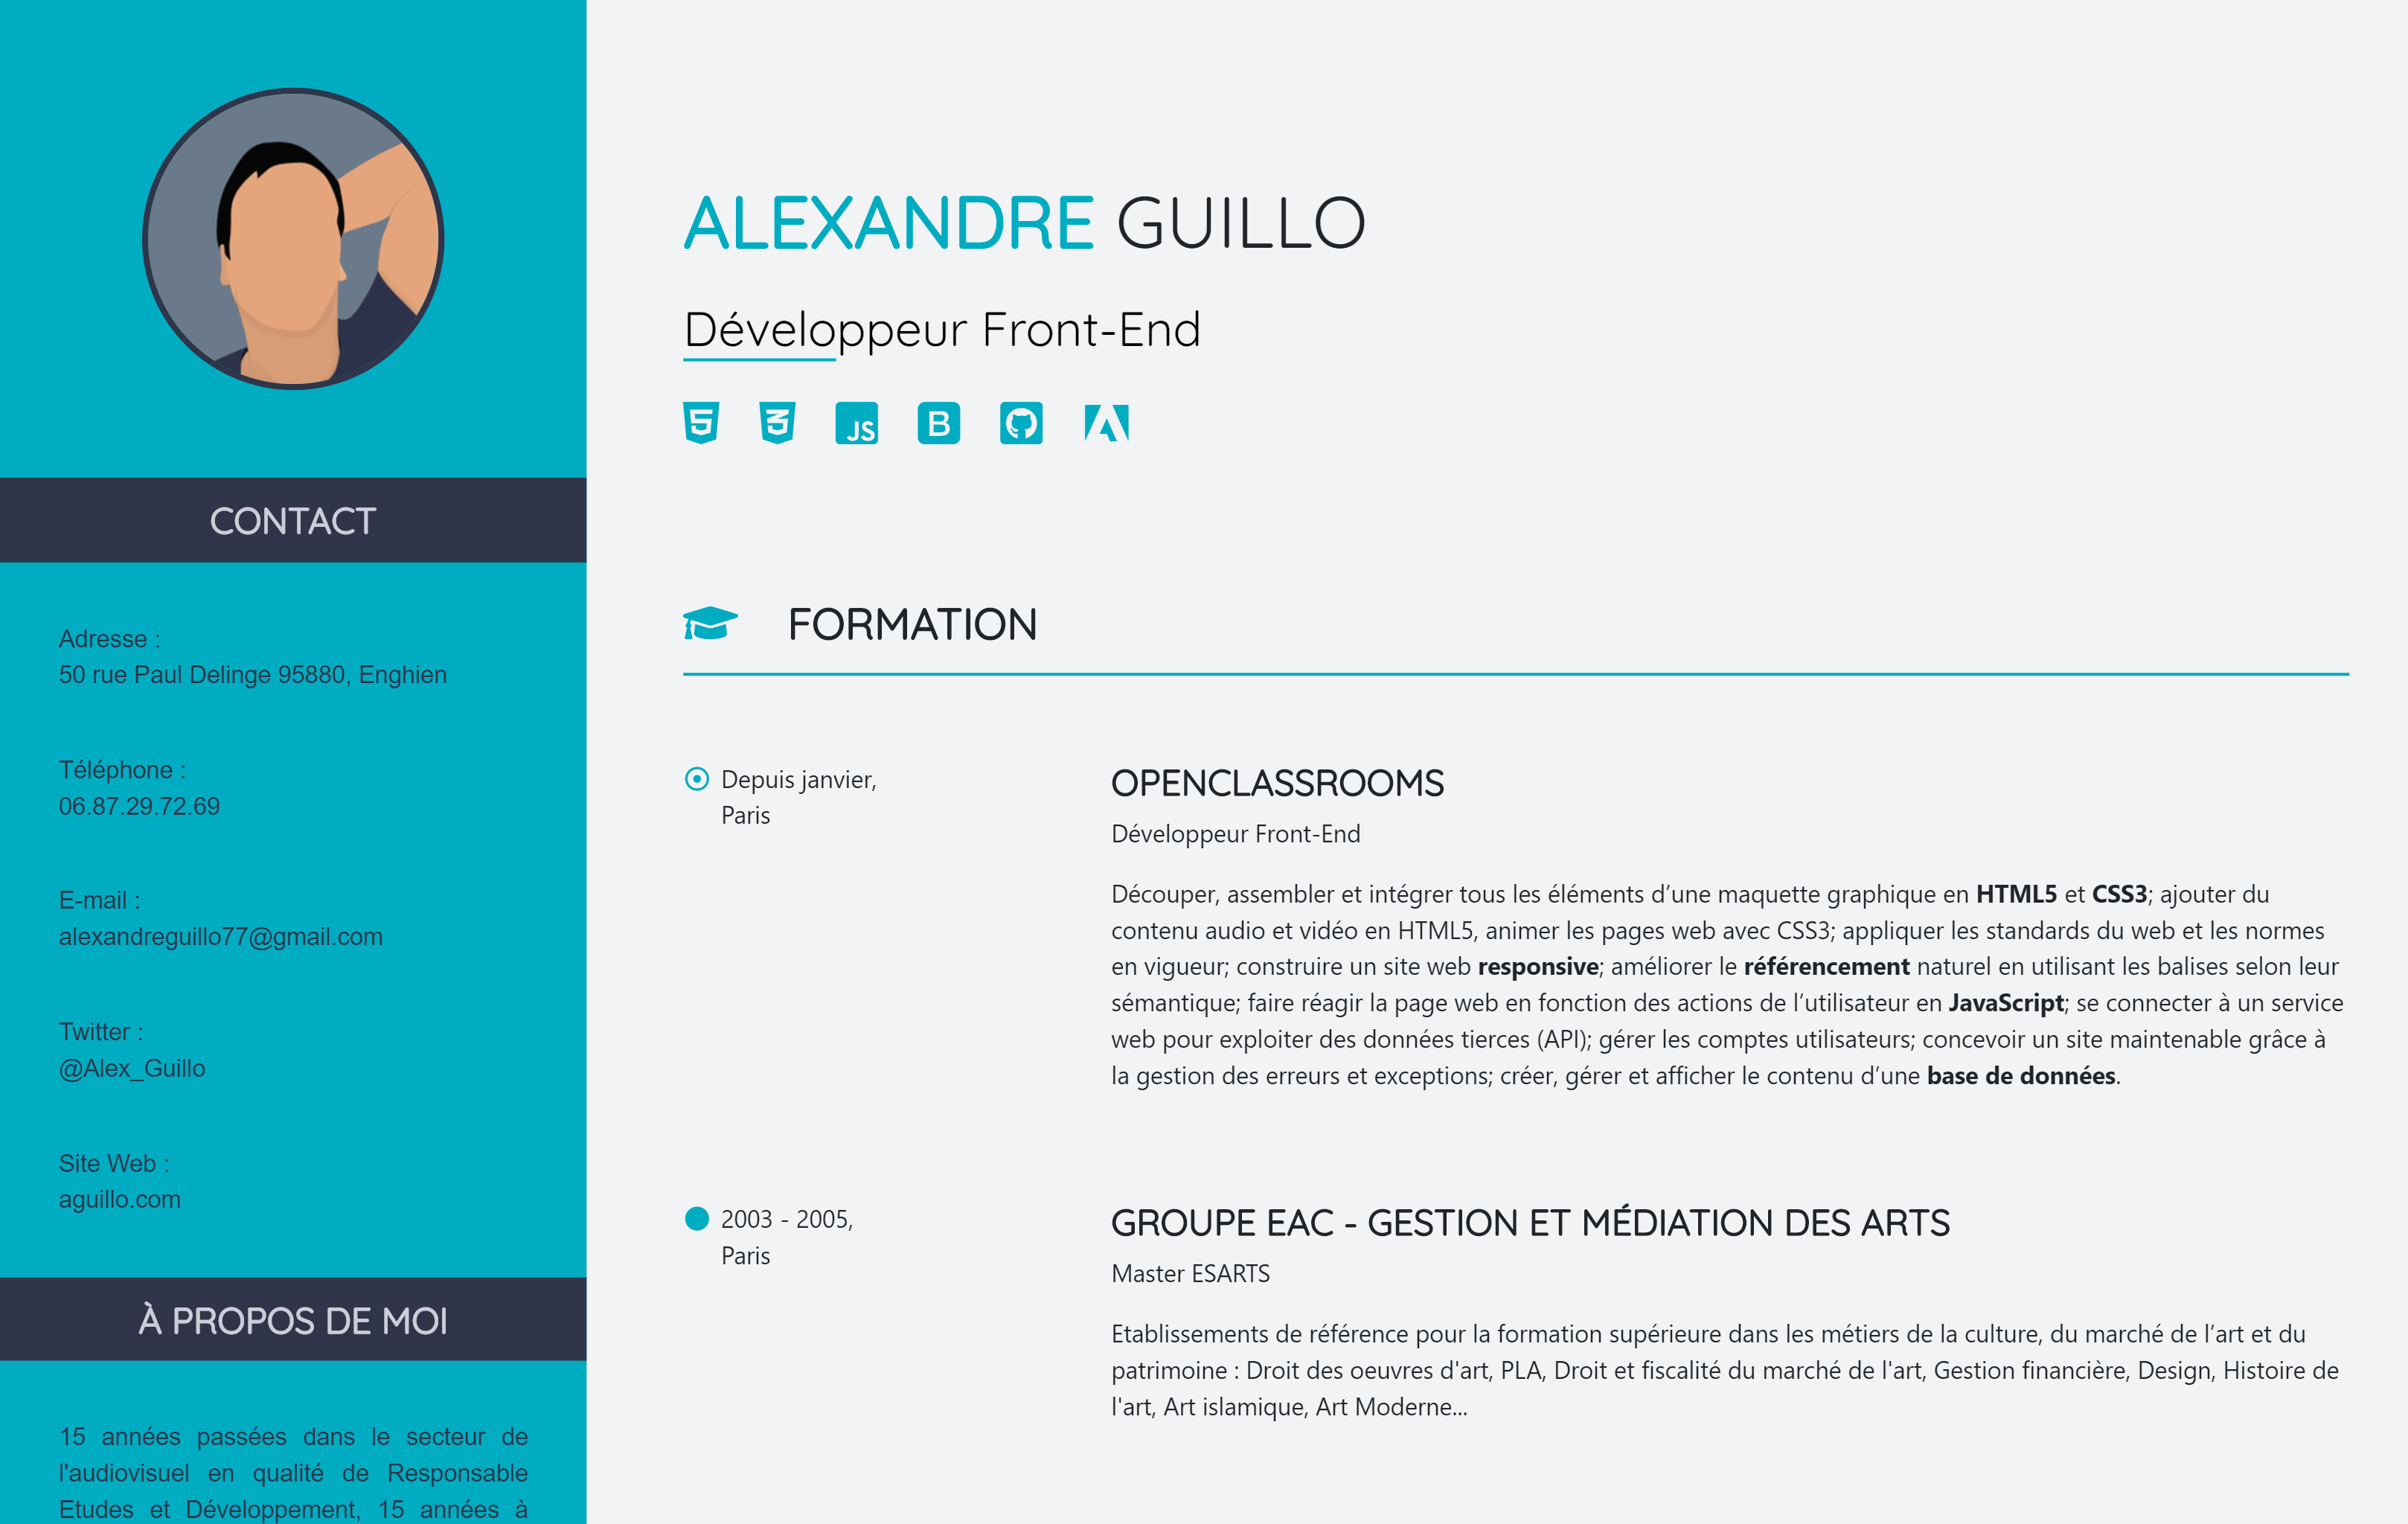 CONTACT
Adresse :
50 rue Paul Delinge 95880, Enghien
Téléphone :
06.87.29.72.69
E-mail :
alexandreguillo77@gmail.com
Twitter :
@Alex_Guillo
Site Web :
aguillo.com
À PROPOS DE MOI
15 années passées dans le secteur de
l'audiovisuel en qualité de Responsable
Etudes et Développement, 15 années à
ALEXANDRE GUILLO
Développeur Front-End
5 3 JS B
FORMATION
Depuis janvier,
Paris
OPENCLASSROOMS
Développeur Front-End
Découper, assembler et intégrer tous les éléments d’une maquette graphique en HTML5 et CSS3; ajouter du
contenu audio et vidéo en HTML5, animer les pages web avec CSS3; appliquer les standards du web et les normes
en vigueur; construire un site web responsive; améliorer le référencement naturel en utilisant les balises selon leur
sémantique; faire réagir la page web en fonction des actions de l’utilisateur en JavaScript; se connecter à un service
web pour exploiter des données tierces (API); gérer les comptes utilisateurs; concevoir un site maintenable grâce à
la gestion des erreurs et exceptions; créer, gérer et afficher le contenu d’une base de données.
2003 - 2005,
Paris
GROUPE EAC - GESTION ET MÉDIATION DES ARTS
Master ESARTS
Etablissements de référence pour la formation supérieure dans les métiers de la culture, du marché de l’art et du
patrimoine : Droit des oeuvres d'art, PLA, Droit et fiscalité du marché de l'art, Gestion financière, Design, Histoire de
l'art, Art islamique, Art Moderne...